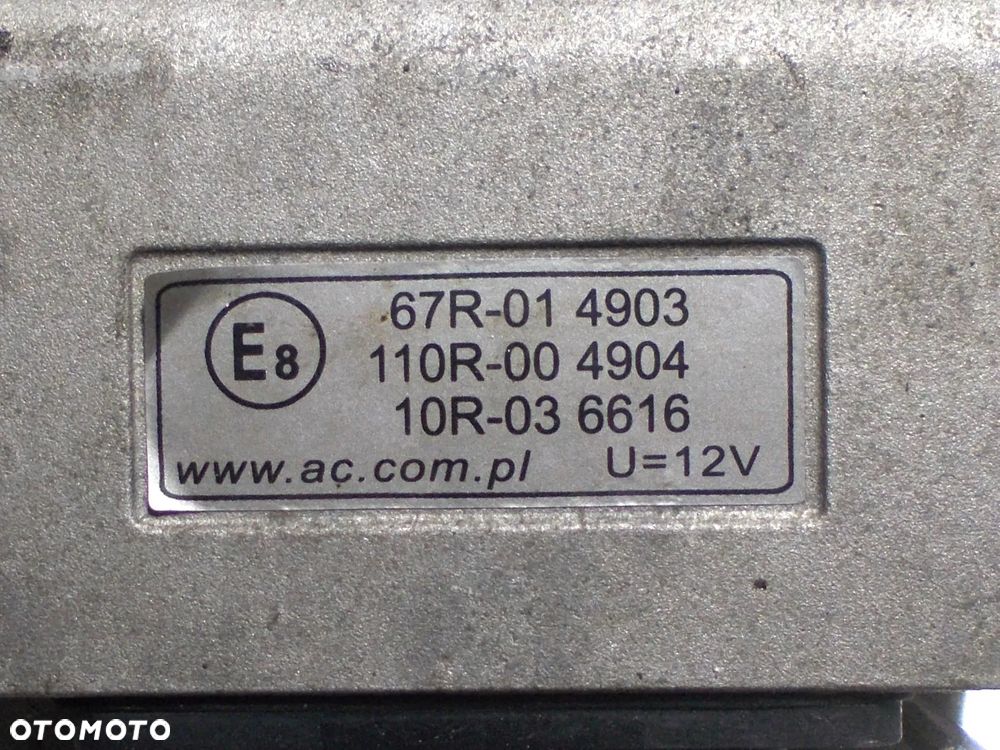 E8
67R-01 4903
110R-00 4904
10R-03 6616
www.ac.com.pl U=12V
OTOMOTO